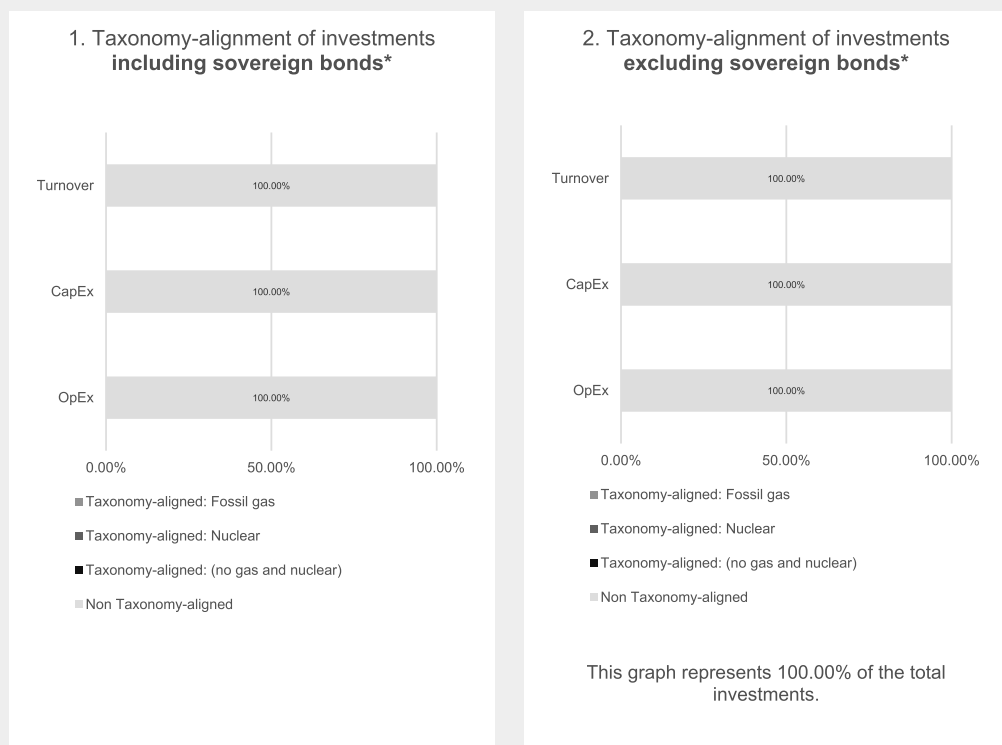 1. Taxonomy-alignment of investments
including sovereign bonds*
Turnover
100.00%
CapEx
100.00%
OpEx
100.00%
0.00%
50.00%
100.00%
Taxonomy-aligned: Fossil gas
Taxonomy-aligned: Nuclear
Taxonomy-aligned: (no gas and nuclear)
Non Taxonomy-aligned
2. Taxonomy-alignment of investments
excluding sovereign bonds*
Turnover
100.00%
CapEx
100.00%
OpEx
100.00%
0.00%
50.00%
100.00%
Taxonomy-aligned: Fossil gas
Taxonomy-aligned: Nuclear
Taxonomy-aligned: (no gas and nuclear)
Non Taxonomy-aligned
This graph represents 100.00% of the total
investments.